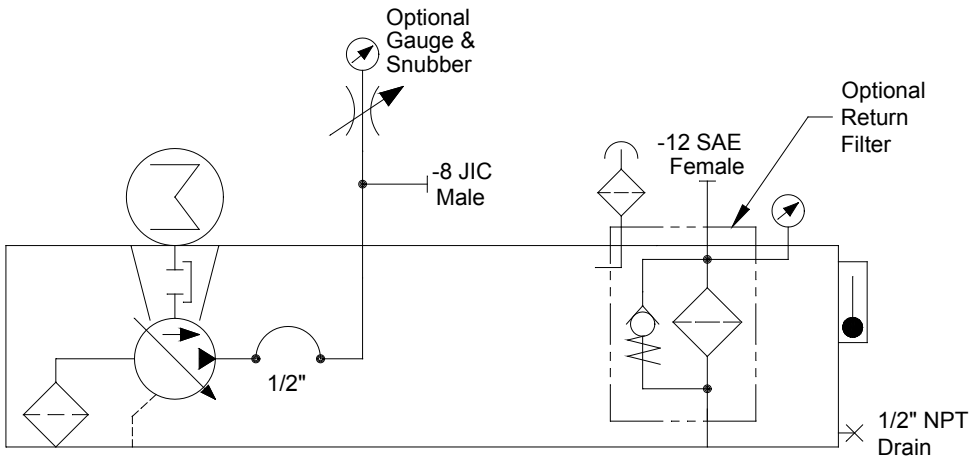 Optional
Gauge &
Snubber
Optional
Return
Filter
-12 SAE
Female
-8 JIC
Male
1/2"
1/2" NPT
Drain